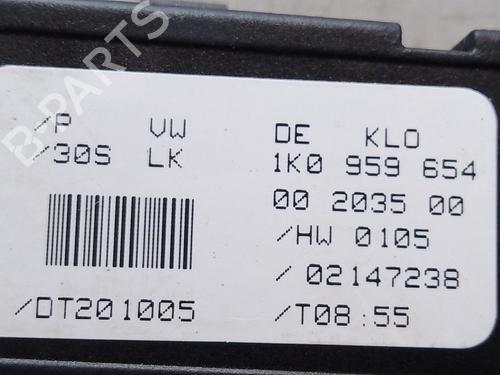 /P VW DE KLO
/30S LK 1K0 959 654
00 2035 00
/HW 0105
/02147238
/DT201005 /T08:55
B-PARTS